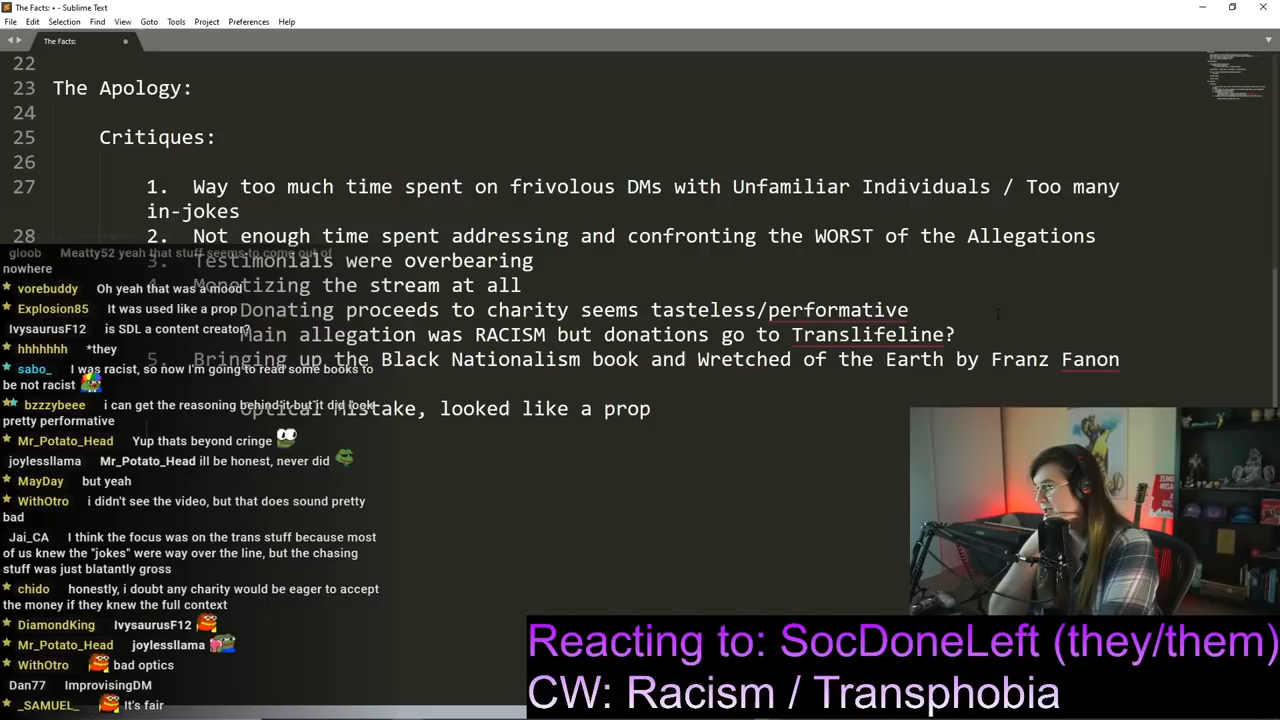 The Facts: • - Sublime Text
File Edit Selection Find View Goto Tools Project Preferences Help
The Facts:
22
23 The Apology:
24
25 Critiques:
26
27 1. Way too much time spent on frivolous DMs with Unfamiliar Individuals / Too many
in-jokes
28 2. Not enough time spent addressing and confronting the WORST of the Allegations
3. Testimonials were overbearing
4. Monetizing the stream at all
Donating proceeds to charity seems tasteless/performative
Main allegation was RACISM but donations go to Translifeline?
5. Bringing up the Black Nationalism book and Wretched of the Earth by Franz Fanon
Optical mistake, looked like a prop
gloob Meatty52 yeah that stuff seems to come out of
nowhere
vorebuddy Oh yeah that was a mood
Explosion85 It was used like a prop
IvysaurusF12 is SDL a content creator?
hhhhhhh *they
sabo_ I was racist, so now I'm going to read some books to
be not racist
bzzzybeee i can get the reasoning behind it but it did look
pretty performative
Mr_Potato_Head Yup thats beyond cringe
joylessllama Mr_Potato_Head ill be honest, never did
MayDay but yeah
WithOtro i didn't see the video, but that does sound pretty
bad
Jai_CA I think the focus was on the trans stuff because most
of us knew the "jokes" were way over the line, but the chasing
stuff was just blatantly gross
chido honestly, i doubt any charity would be eager to accept
the money if they knew the full context
DiamondKing IvysaurusF12
Mr_Potato_Head joylessllama
WithOtro bad optics
Dan77 ImprovisingDM
_SAMUEL_ It's fair
Reacting to: SocDoneLeft (they/them)
CW: Racism / Transphobia